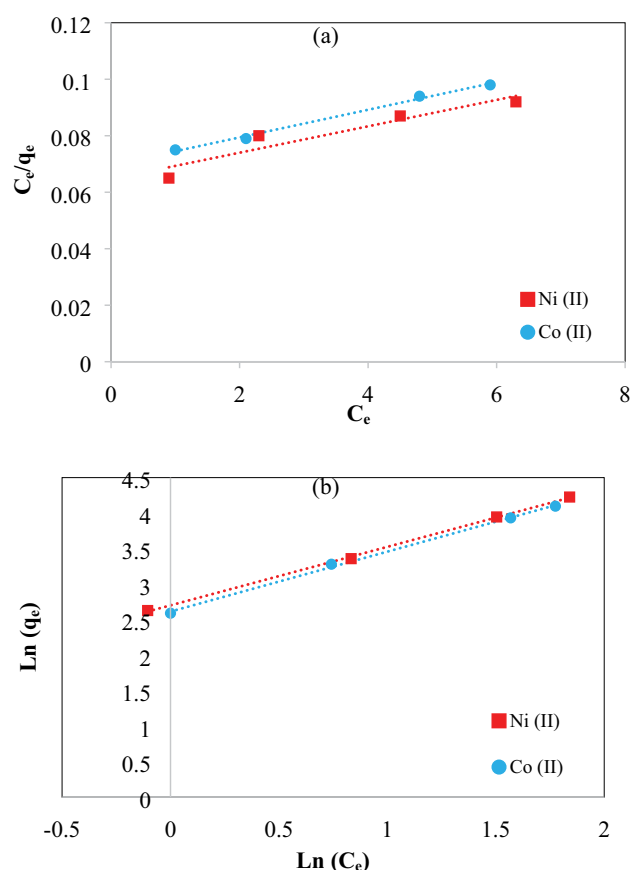 0.12
(a)
0.1
0.08
0.06
0.04
0.02
0
Cₑ/qₑ
Ni (II)
Co (II)
0 2 4 6 8
Cₑ
4.5
(b)
4
3.5
3
2.5
2
1.5
1
0.5
0
Ln (qₑ)
Ni (II)
Co (II)
-0.5 0 0.5 1 1.5 2
Ln (Cₑ)